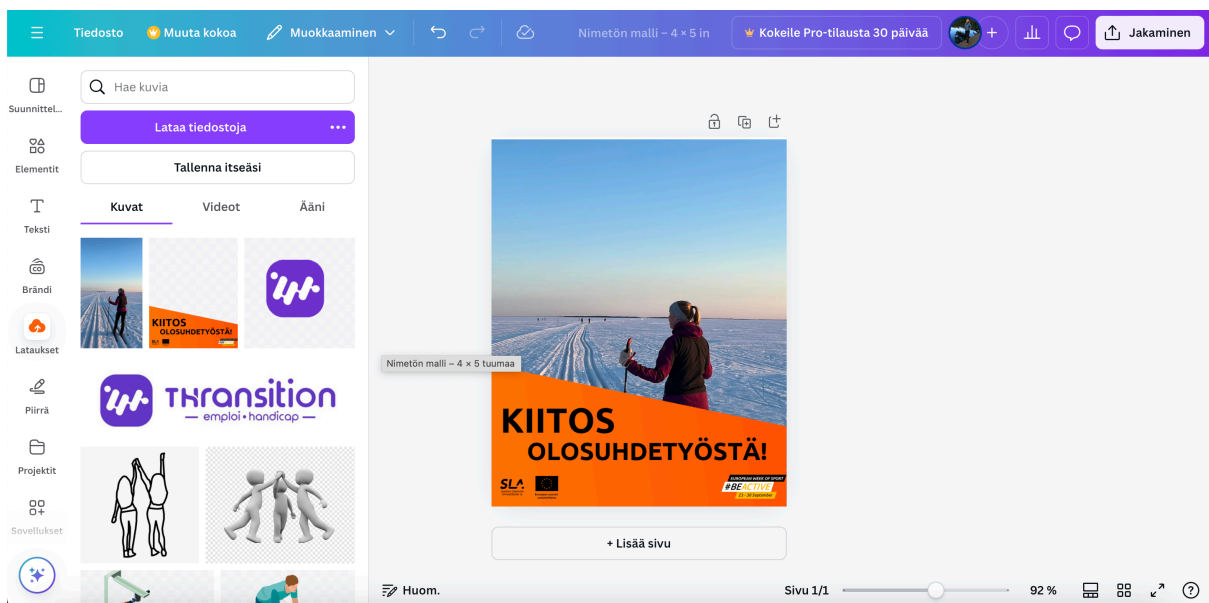 Tiedosto
Muuta kokoa
Muokkaaminen
Nimetön malli – 4 × 5 in
Kokeile Pro-tilausta 30 päivää
Jakaminen
Suunnittel...
Elementit
Teksti
Brändi
Lataukset
Piirrä
Projektit
Sovellukset
Hae kuvia
Lataa tiedostoja
Tallenna itseäsi
Kuvat
Videot
Ääni
KIITOS
OLOSUHDETYÖSTÄ!
THransition
emploi•handicap
Nimetön malli – 4 × 5 tuumaa
KIITOS
OLOSUHDETYÖSTÄ!
SLA
EUROPEAN WEEK OF SPORT
#BEACTIVE
23 - 30 September
+ Lisää sivu
Huom.
Sivu 1/1
92 %